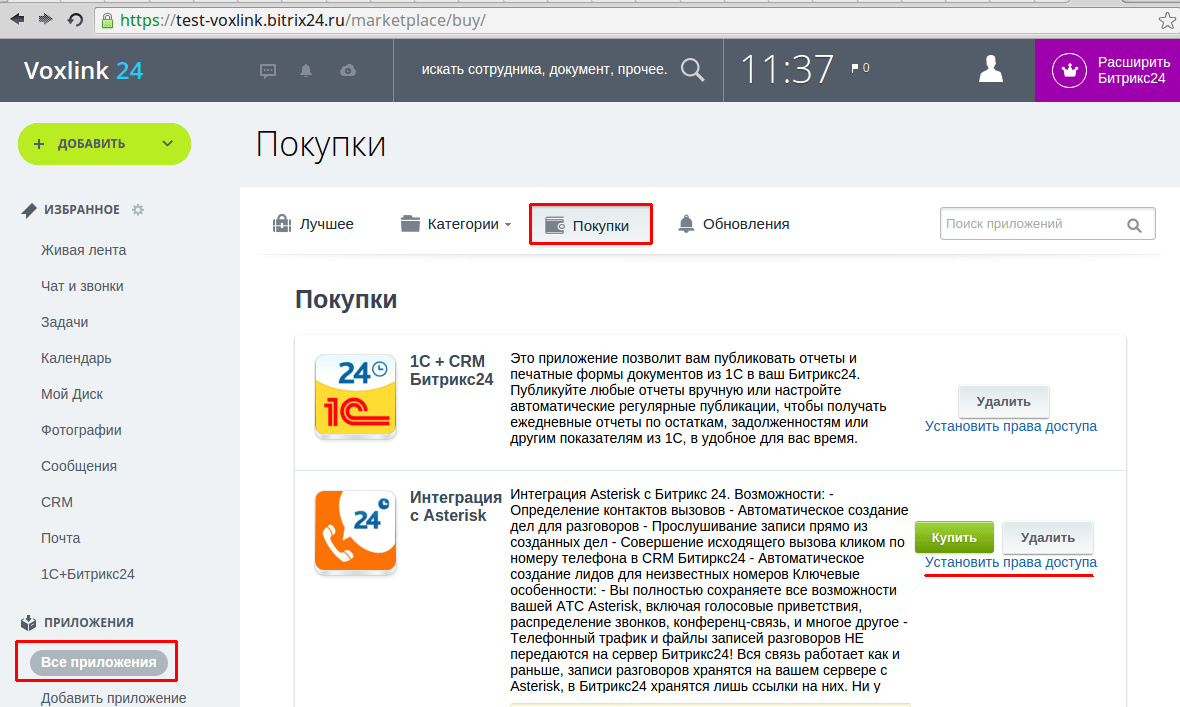 https://test-voxlink.bitrix24.ru/marketplace/buy/
Voxlink 24
искать сотрудника, документ, прочее.
11:37
0
Расширить
Битрикс24
+ ДОБАВИТЬ
Покупки
ИЗБРАННОЕ
Живая лента
Чат и звонки
Задачи
Календарь
Мой Диск
Фотографии
Сообщения
CRM
Почта
1С+Битрикс24
ПРИЛОЖЕНИЯ
Все приложения
Добавить приложение
Лучшее
Категории
Покупки
Обновления
Поиск приложений
Покупки
24
1С
1С + CRM
Битрикс24
Это приложение позволит вам публиковать отчеты и
печатные формы документов из 1С в ваш Битрикс24.
Публикуйте любые отчеты вручную или настройте
автоматические регулярные публикации, чтобы получать
ежедневные отчеты по остаткам, задолженностям или
другим показателям из 1С, в удобное для вас время.
Удалить
Установить права доступа
24
Интеграция
с Asterisk
Интеграция Asterisk с Битрикс 24. Возможности: -
Определение контактов вызовов - Автоматическое создание
дел для разговоров - Прослушивание записи прямо из
созданных дел - Совершение исходящего вызова кликом по
номеру телефона в CRM Битиркс24 - Автоматическое
создание лидов для неизвестных номеров Ключевые
особенности: - Вы полностью сохраняете все возможности
вашей АТС Asterisk, включая голосовые приветствия,
распределение звонков, конференц-связь, и многое другое -
Телефонный трафик и файлы записей разговоров НЕ
передаются на сервер Битрикс24! Вся связь работает как и
раньше, записи разговоров хранятся на вашем сервере с
Asterisk, в Битрикс24 хранятся лишь ссылки на них. Ни у
Купить
Удалить
Установить права доступа